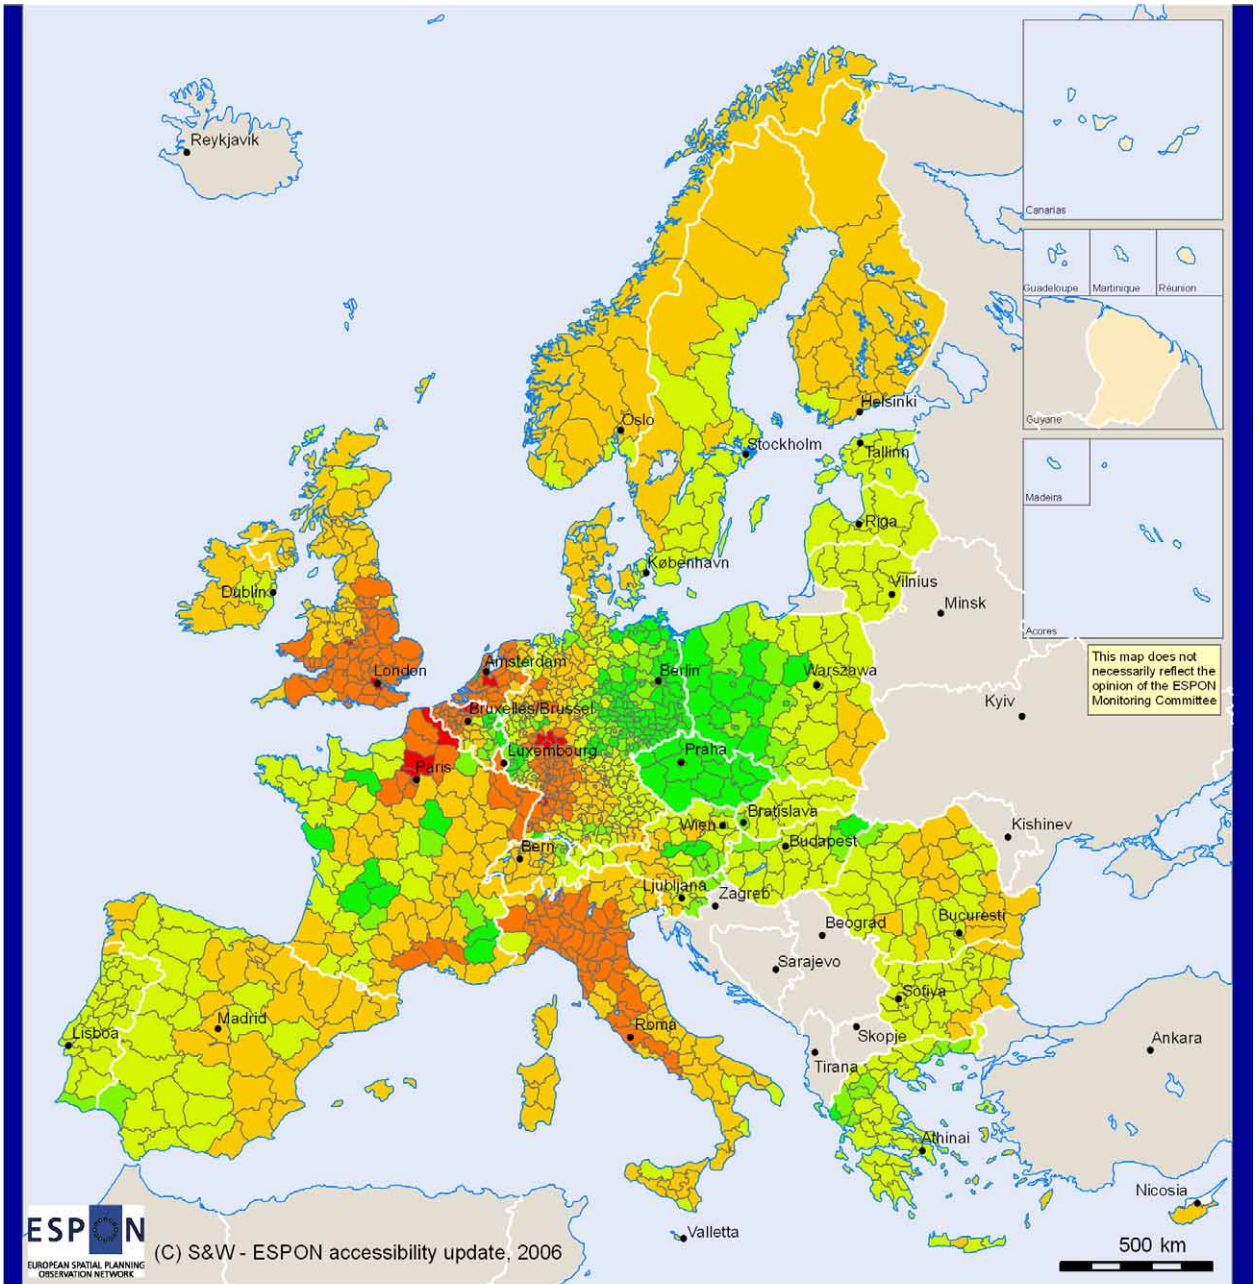 Reykjavik
Canarias
Guadeloupe
Martinique
Réunion
Guyane
Madeira
Acores
This map does not
necessarily reflect the
opinion of the ESPON
Monitoring Committee
Oslo
Helsinki
Stockholm
Tallinn
Riga
København
Vilnius
Minsk
Dublin
London
Amsterdam
Berlin
Warszawa
Bruxelles/Brussel
Kyiv
Luxembourg
Praha
Paris
Wien
Bratislava
Kishinev
Bern
Budapest
Ljubljana
Zagreb
Beograd
Bucuresti
Sarajevo
Sofiya
Madrid
Lisboa
Roma
Skopje
Tirana
Ankara
Athinai
Nicosia
Valletta
ESPON
EUROPEAN SPATIAL PLANNING
OBSERVATION NETWORK
(C) S&W - ESPON accessibility update, 2006
500 km